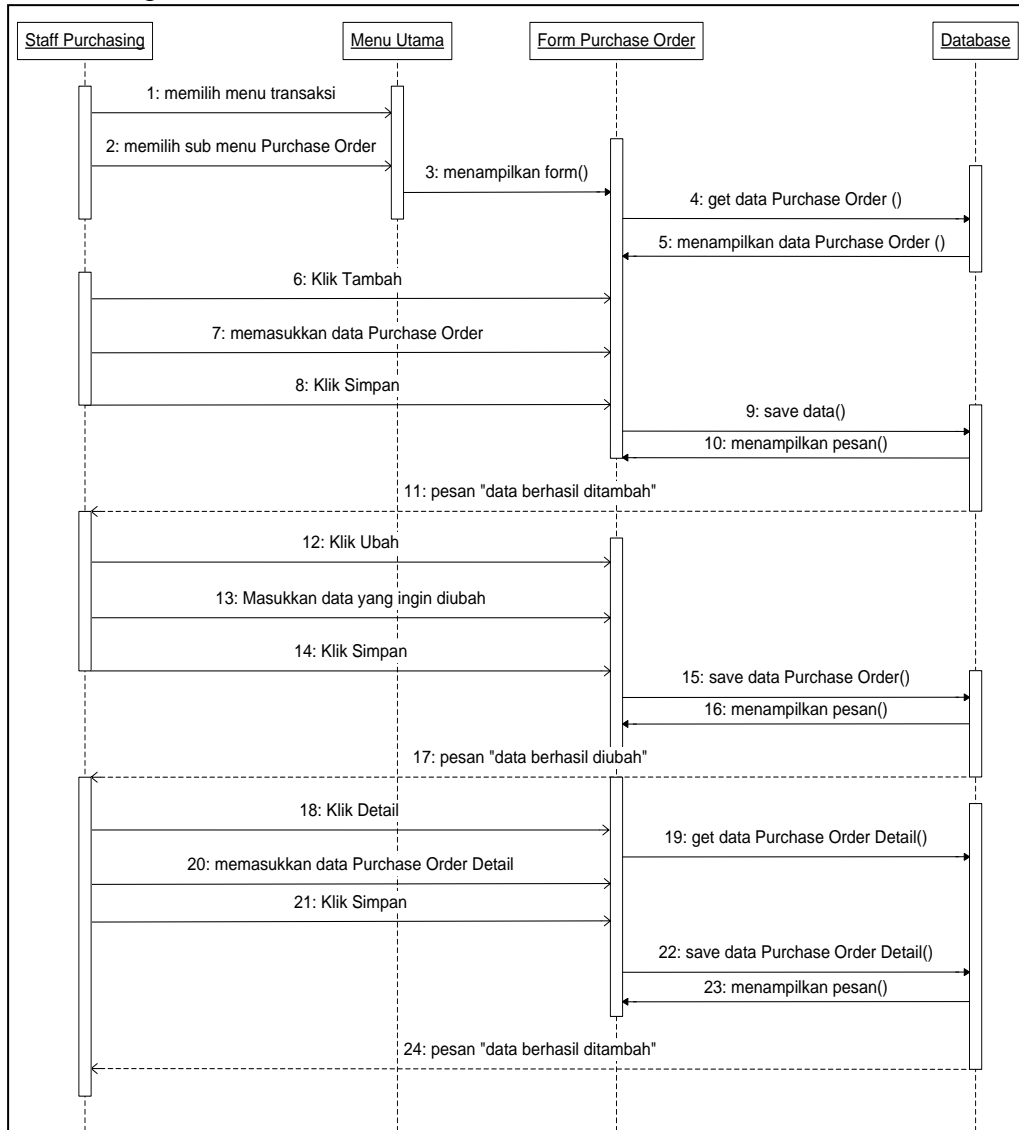 Staff Purchasing
Menu Utama
Form Purchase Order
Database
1: memilih menu transaksi
2: memilih sub menu Purchase Order
3: menampilkan form()
4: get data Purchase Order ()
5: menampilkan data Purchase Order ()
6: Klik Tambah
7: memasukkan data Purchase Order
8: Klik Simpan
9: save data()
10: menampilkan pesan()
11: pesan "data berhasil ditambah"
12: Klik Ubah
13: Masukkan data yang ingin diubah
14: Klik Simpan
15: save data Purchase Order()
16: menampilkan pesan()
17: pesan "data berhasil diubah"
18: Klik Detail
19: get data Purchase Order Detail()
20: memasukkan data Purchase Order Detail
21: Klik Simpan
22: save data Purchase Order Detail()
23: menampilkan pesan()
24: pesan "data berhasil ditambah"